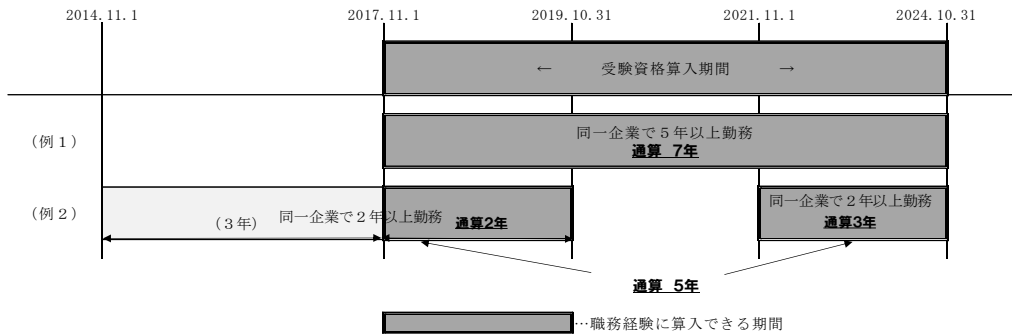 2014.11.1
2017.11.1
2019.10.31
2021.11.1
2024.10.31
← 受験資格算入期間 →
(例1)
同一企業で5年以上勤務
通算 7年
(例2)
(3年)
同一企業で2年以上勤務
通算2年
同一企業で2年以上勤務
通算3年
通算 5年
…職務経験に算入できる期間